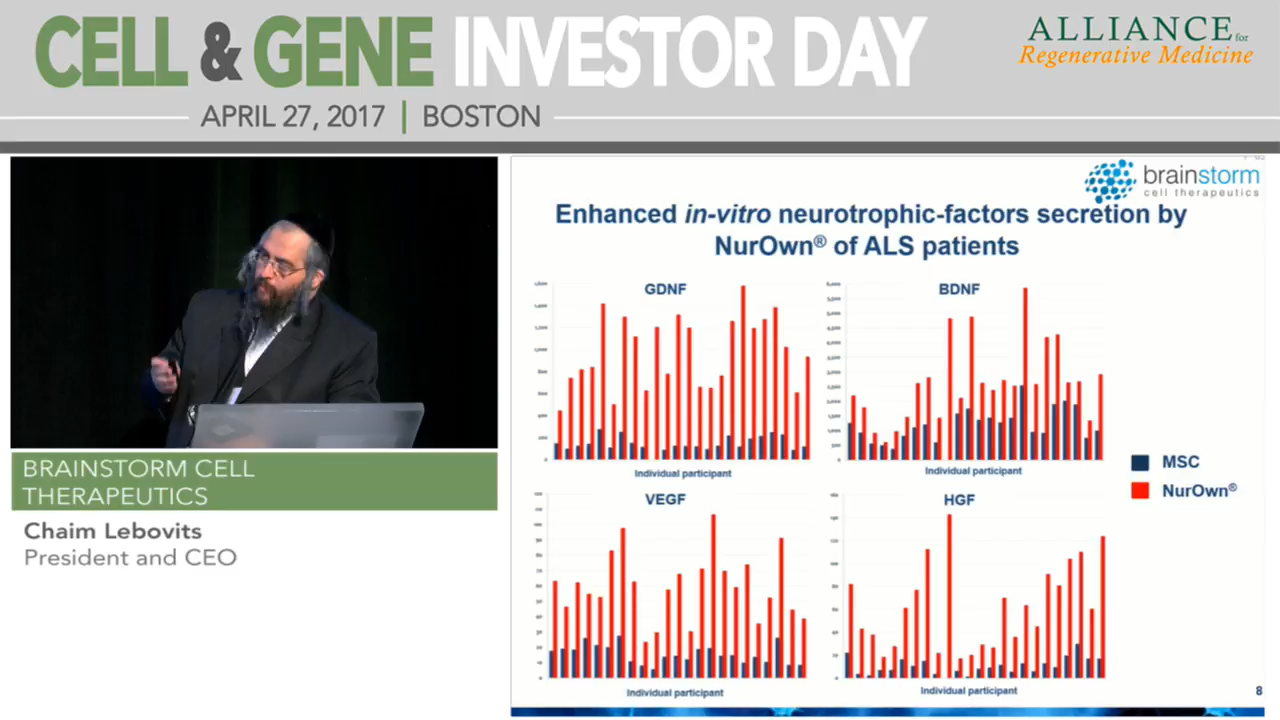 CELL & GENE INVESTOR DAY
APRIL 27, 2017 | BOSTON
ALLIANCE for
Regenerative Medicine
brainstorm
cell therapeutics
Enhanced in-vitro neurotrophic-factors secretion by
NurOwn® of ALS patients
GDNF
Individual participant
BDNF
Individual participant
VEGF
Individual participant
HGF
Individual participant
MSC
NurOwn®
8
BRAINSTORM CELL
THERAPEUTICS
Chaim Lebovits
President and CEO